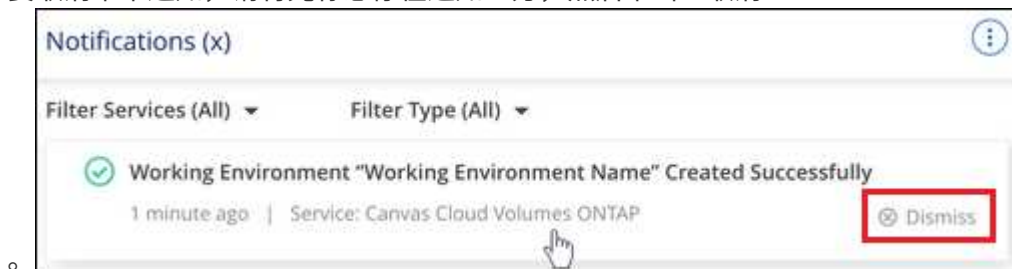 Notifications (x)
Filter Services (All) Filter Type (All)
Working Environment “Working Environment Name” Created Successfully
1 minute ago | Service: Canvas Cloud Volumes ONTAP Dismiss
。